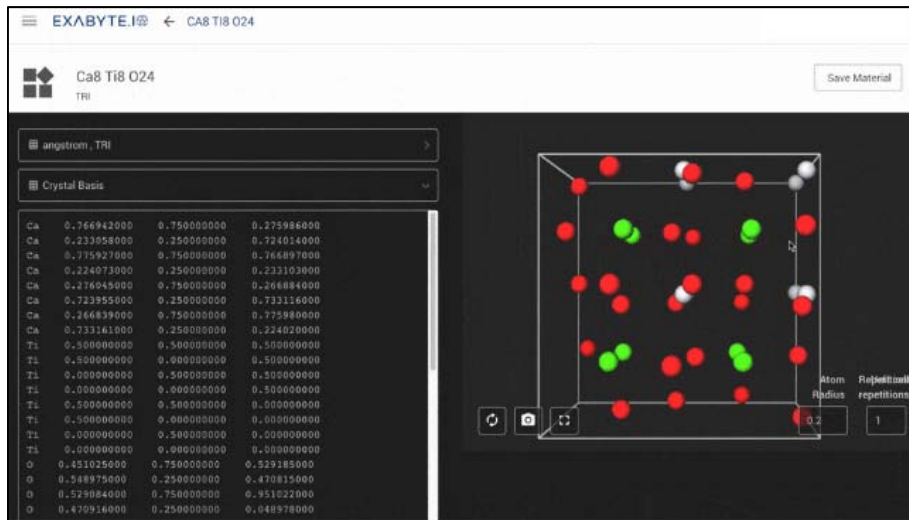 EXABYTE.IO ← CA8 TI8 O24
Ca8 Ti8 O24
TRI
Save Material
angstrom , TRI
Crystal Basis
Ca 0.766942000 0.750000000 0.275986000
Ca 0.233058000 0.250000000 0.724014000
Ca 0.775927000 0.750000000 0.766897000
Ca 0.224073000 0.250000000 0.233103000
Ca 0.276045000 0.750000000 0.266884000
Ca 0.723955000 0.250000000 0.733116000
Ca 0.266839000 0.750000000 0.775980000
Ca 0.733161000 0.250000000 0.224020000
Ti 0.500000000 0.500000000 0.500000000
Ti 0.500000000 0.000000000 0.500000000
Ti 0.000000000 0.500000000 0.500000000
Ti 0.000000000 0.000000000 0.500000000
Ti 0.500000000 0.500000000 0.000000000
Ti 0.500000000 0.000000000 0.000000000
Ti 0.000000000 0.500000000 0.000000000
Ti 0.000000000 0.000000000 0.000000000
O 0.451025000 0.750000000 0.529185000
O 0.548975000 0.250000000 0.470815000
O 0.529084000 0.750000000 0.951022000
O 0.470916000 0.250000000 0.048978000
Atom
Radius
repetitions
0.2
1